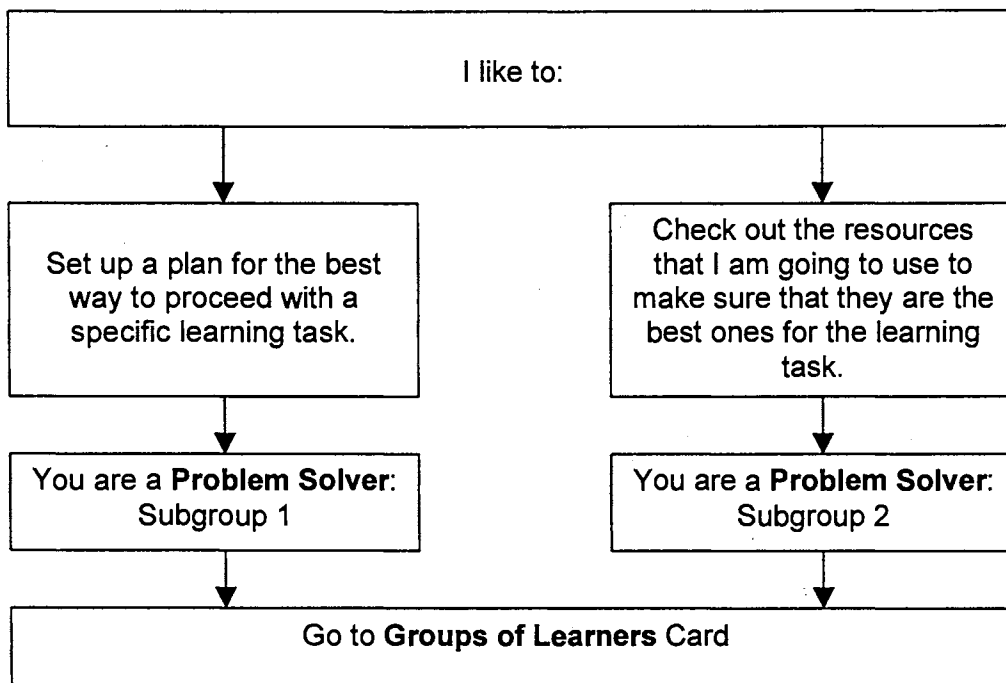 I like to:
Set up a plan for the best
way to proceed with a
specific learning task.
Check out the resources
that I am going to use to
make sure that they are the
best ones for the learning
task.
You are a Problem Solver:
Subgroup 1
You are a Problem Solver:
Subgroup 2
Go to Groups of Learners Card